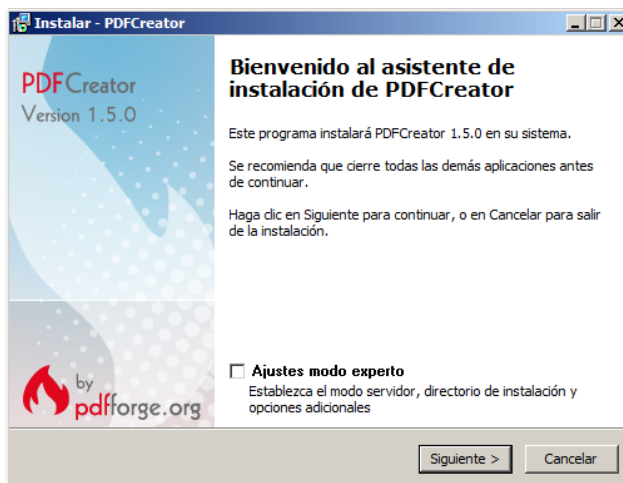 Instalar - PDFCreator
PDFCreator
Version 1.5.0
Bienvenido al asistente de
instalación de PDFCreator
Este programa instalará PDFCreator 1.5.0 en su sistema.
Se recomienda que cierre todas las demás aplicaciones antes
de continuar.
Haga clic en Siguiente para continuar, o en Cancelar para salir
de la instalación.
Ajustes modo experto
Establezca el modo servidor, directorio de instalación y
opciones adicionales
by
pdfforge.org
Siguiente >
Cancelar